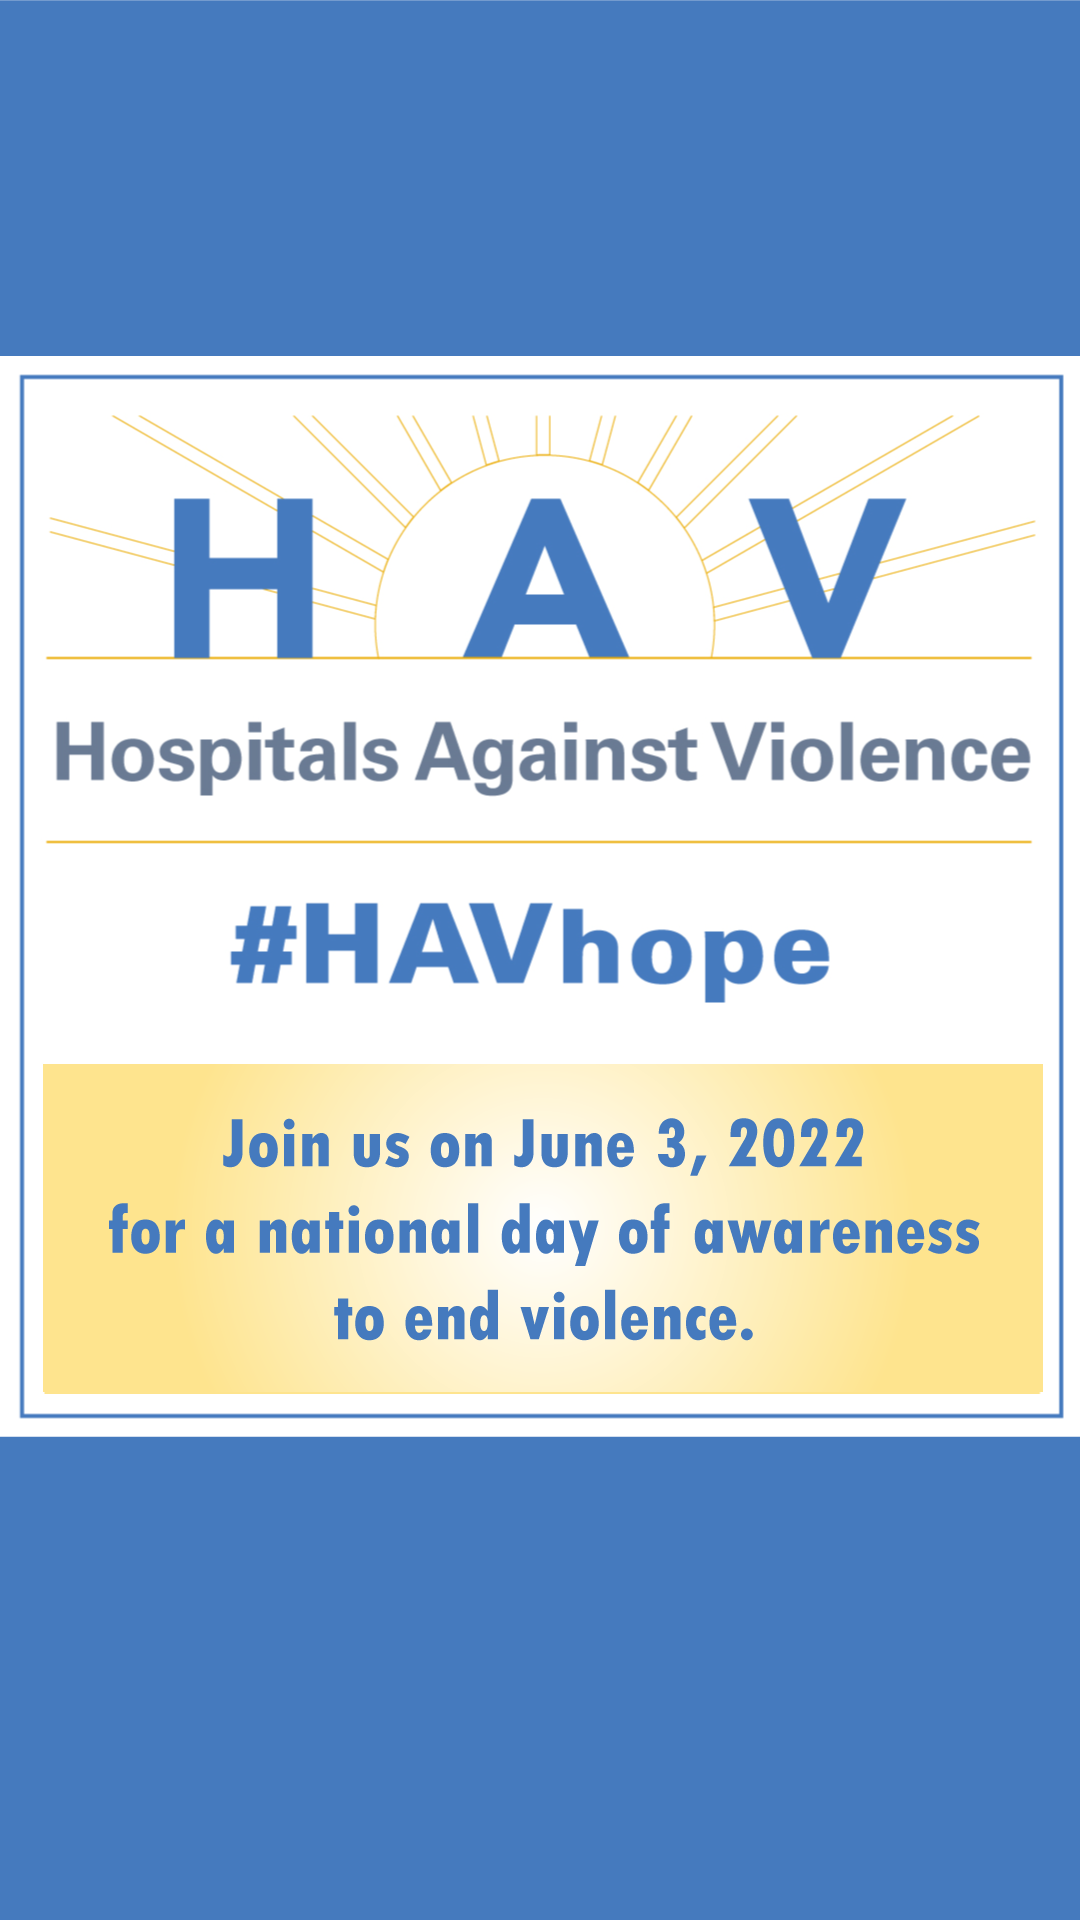 HAV
Hospitals Against Violence
#HAVhope
Join us on June 3, 2022
for a national day of awareness
to end violence.